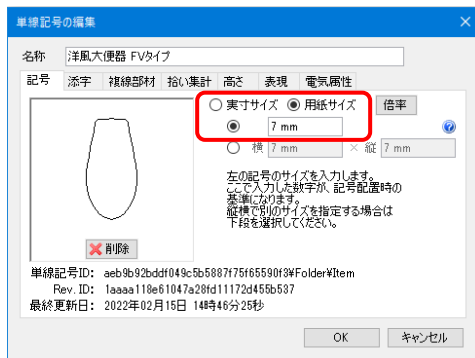 単線記号の編集
名称 洋風大便器 FVタイプ
記号 添字 複線部材 拾い集計 高さ 表現 電気属性
実寸サイズ 用紙サイズ 倍率
7 mm
横 7 mm × 縦 7 mm
左の記号のサイズを入力します。
ここで入力した数字が、記号配置時の
基準になります。
縦横で別のサイズを指定する場合は
下段を選択してください。
削除
単線記号ID: aeb9b92bddf049c5b5887f75f65590f3¥Folder¥Item
Rev. ID: 1aaaa118e61047a28fd11172d455b537
最終更新日: 2022年02月15日 14時46分25秒
OK キャンセル